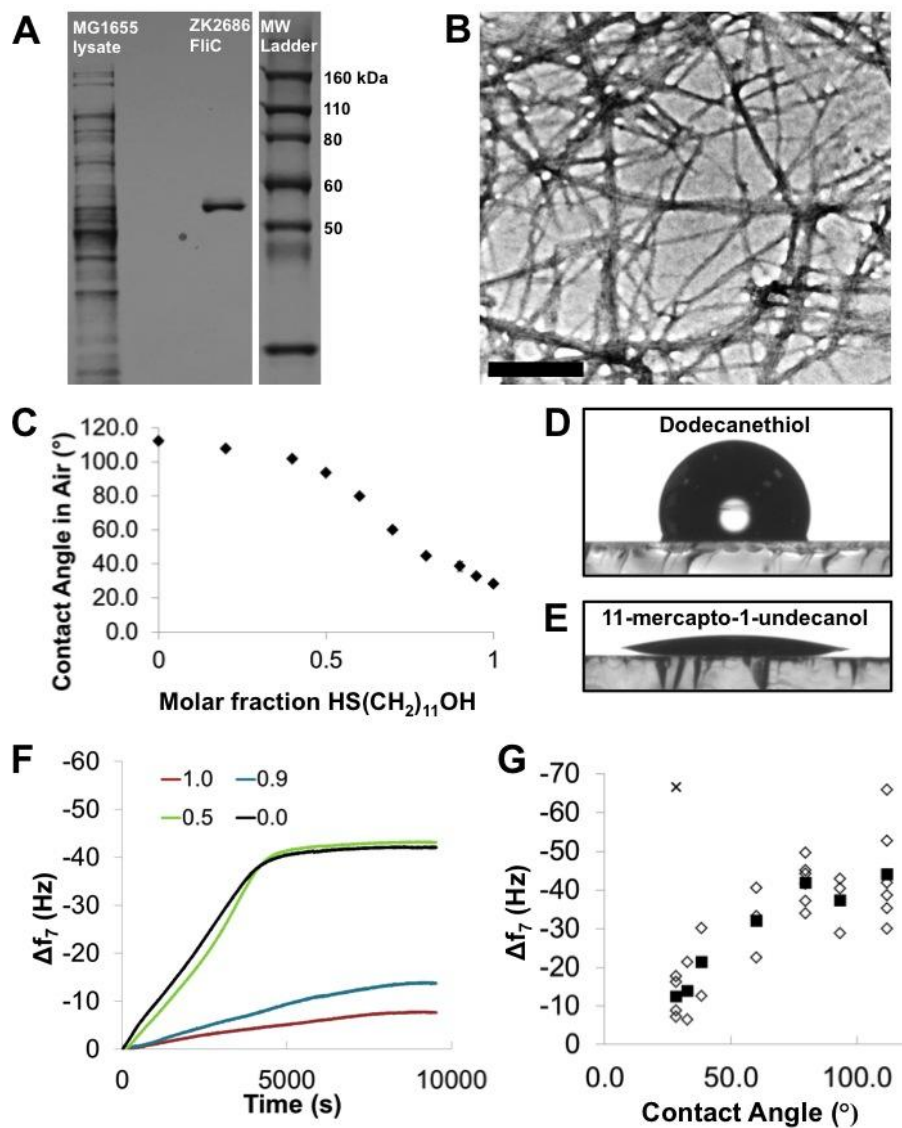 A
MG1655 lysate
ZK2686 FliC
MW Ladder
160 kDa
110
80
60
50
B
C
Contact Angle in Air (°)
120.0
100.0
80.0
60.0
40.0
20.0
0.0
0
0.5
1
Molar fraction HS(CH₂)₁₁OH
D
Dodecanethiol
E
11-mercapto-1-undecanol
F
Δf₇ (Hz)
-60
-50
-40
-30
-20
-10
0
1.0
0.9
0.5
0.0
0
5000
10000
Time (s)
G
Δf₇ (Hz)
-70
-60
-50
-40
-30
-20
-10
0
0.0
50.0
100.0
Contact Angle (°)